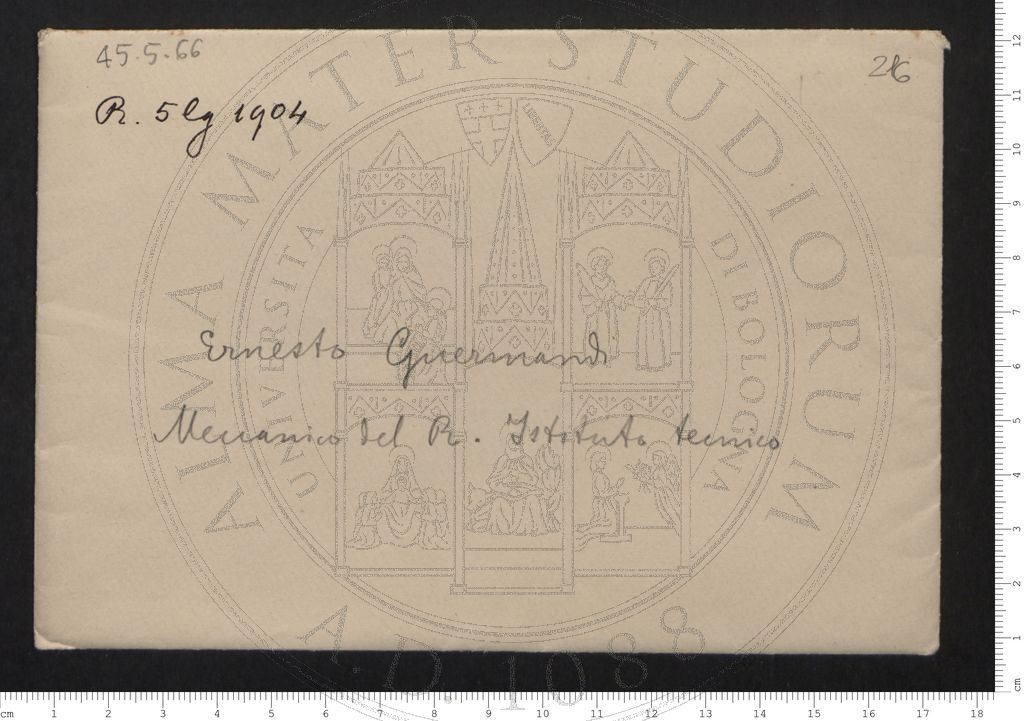 45.5.66
26
R. 5 lg 1904
Ernesto Guermandi
Meccanico del R. Istituto tecnico
ALMA MATER STUDIORUM
UNIVERSITA DI BOLOGNA
A.D. 1088